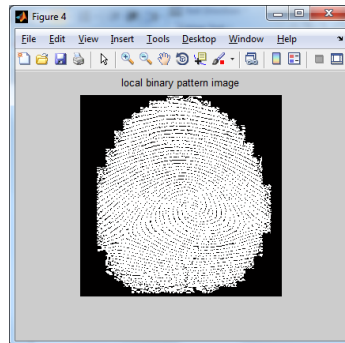 Figure 4
File Edit View Insert Tools Desktop Window Help
local binary pattern image